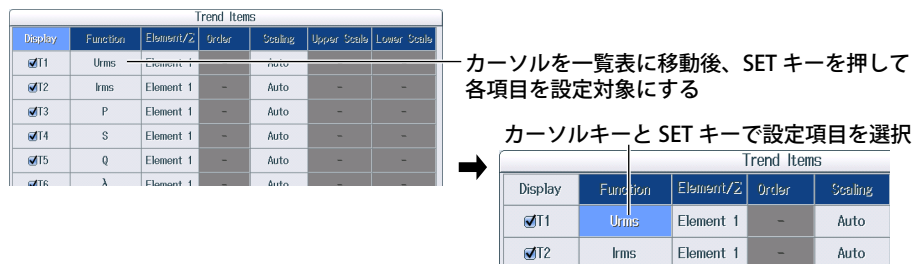 Trend Items
Display Function Element/Σ Order Scaling Upper Scale Lower Scale
T1 Urms Element 1 Auto
T2 Irms Element 1 - Auto - -
T3 P Element 1 - Auto - -
T4 S Element 1 - Auto - -
T5 Q Element 1 - Auto - -
T6 λ Element 1 Auto
カーソルを一覧表に移動後、SET キーを押して
各項目を設定対象にする
カーソルキーと SET キーで設定項目を選択
Trend Items
Display Function Element/Σ Order Scaling
T1 Urms Element 1 - Auto
T2 Irms Element 1 - Auto